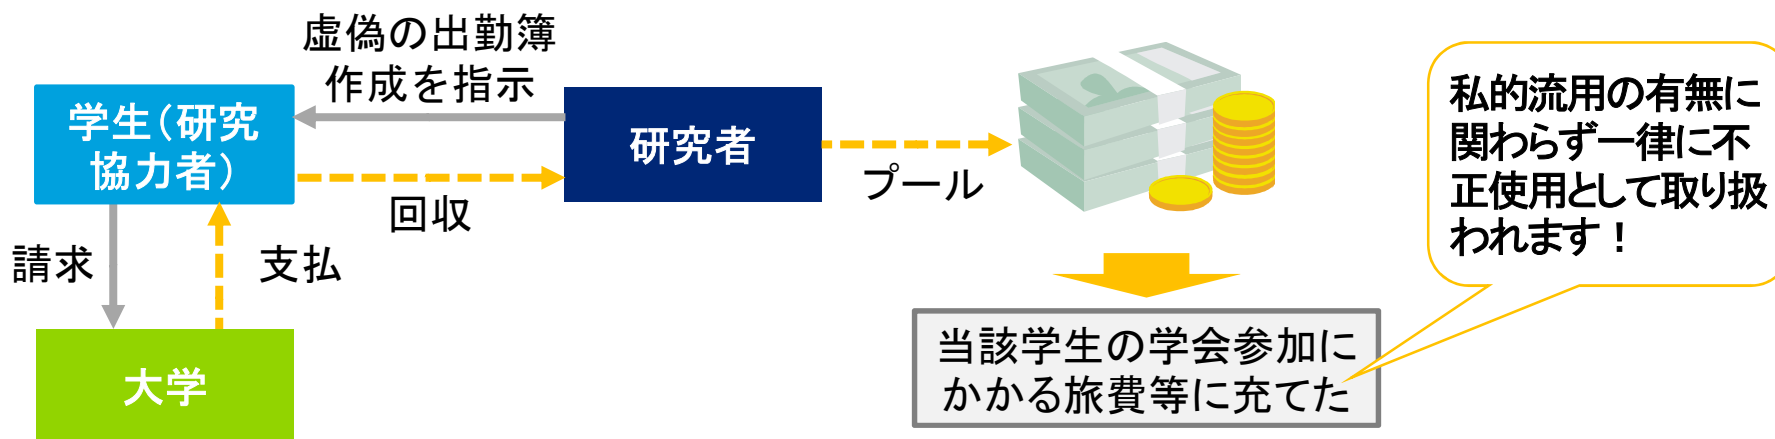 虚偽の出勤簿
作成を指示
学生（研究
協力者）
研究者
回収
プール
請求
支払
大学
当該学生の学会参加に
かかる旅費等に充てた
私的流用の有無に
関わらず一律に不
正使用として取り扱
われます！